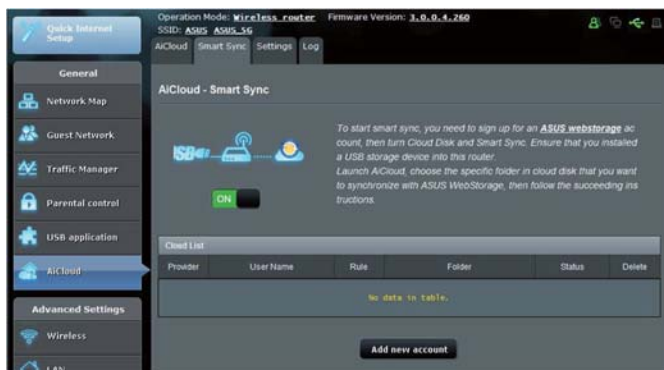 Operation Mode: Wireless router Firmware Version: 3.0.0.4.260
SSID: ASUS ASUS_5G
Quick Internet
Setup
AiCloud Smart Sync Settings Log
General
Network Map
Guest Network
Traffic Manager
Parental control
USB application
AiCloud
Advanced Settings
Wireless
LAN
AiCloud - Smart Sync
USB
To start smart sync, you need to sign up for an ASUS webstorage ac
count, then turn Cloud Disk and Smart Sync. Ensure that you installed
a USB storage device into this router.
Launch AiCloud, choose the specific folder in cloud disk that you want
to synchronize with ASUS WebStorage, then follow the succeeding ins
tructions.
ON
Cloud List
Provider User Name Rule Folder Status Delete
No data in table.
Add new account